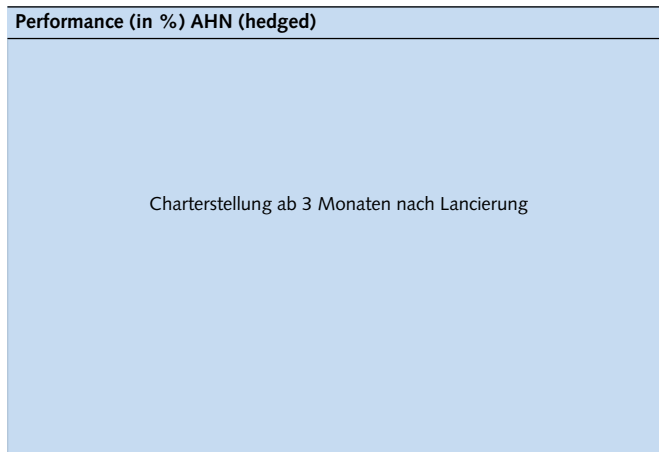 Performance (in %) AHN (hedged)
Charterstellung ab 3 Monaten nach Lancierung